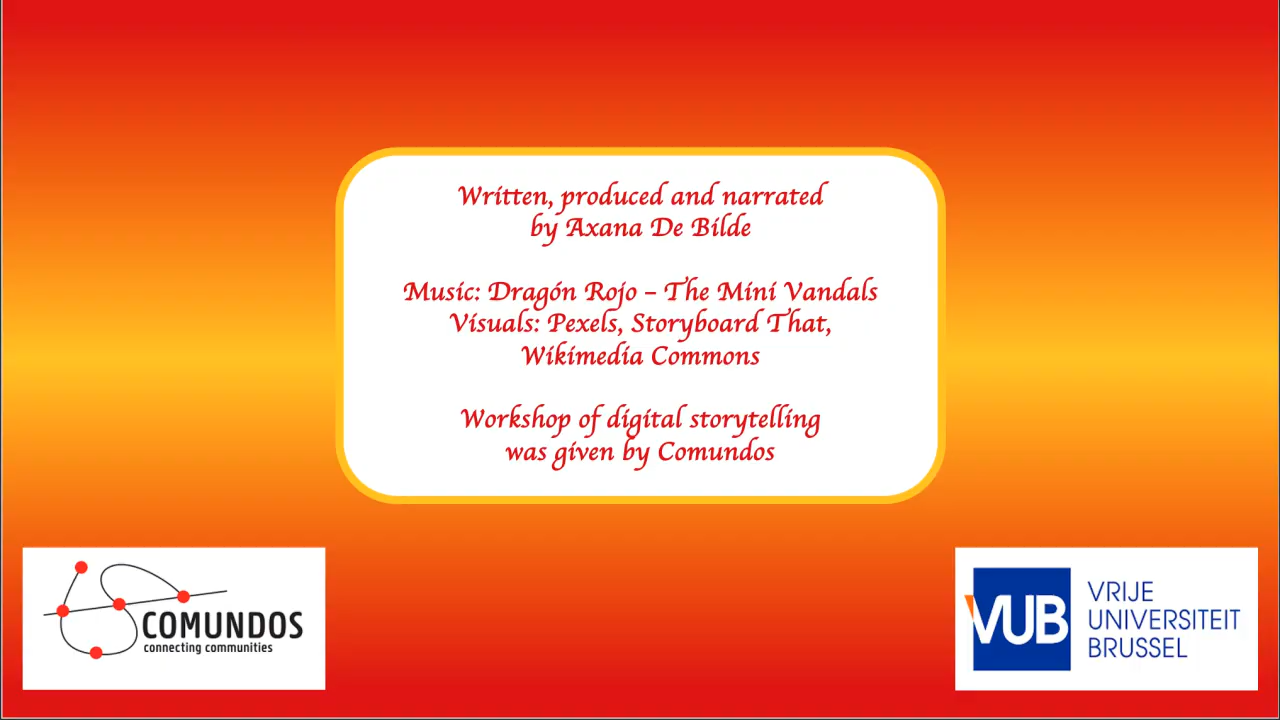 Written, produced and narrated
by Axana De Bilde
Music: Dragón Rojo – The Mini Vandals
Visuals: Pexels, Storyboard That,
Wikimedia Commons
Workshop of digital storytelling
was given by Comundos
COMUNDOS
connecting communities
VUB
VRIJE
UNIVERSITEIT
BRUSSEL